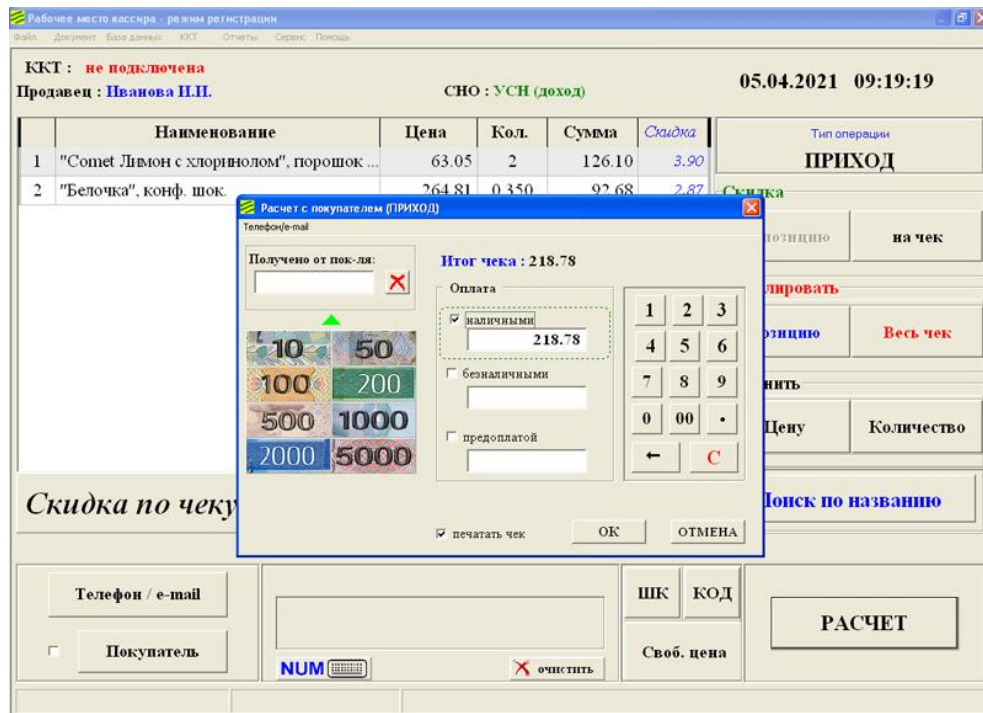 Рабочее место кассира - режим регистрации
Файл Документ База данных ККТ Отчеты Сервис Помощь
ККТ : не подключена
Продавец : Иванова И.И. СНО : УСН (доход) 05.04.2021 09:19:19
Наименование Цена Кол. Сумма Скидка
1 "Comet Лимон с хлоринолом", порошок ... 63.05 2 126.10 3.90
2 "Белочка", конф. шок. 264.81 0.350 92.68 2.87
Тип операции
ПРИХОД
Скидка
на чек
Весь чек
Цену Количество
Расчет с покупателем (ПРИХОД)
Телефон/e-mail
Получено от пок-ля:
Итог чека : 218.78
Оплата
наличными
218.78
безналичными
предоплатой
10 50
100 200
500 1000
2000 5000
1 2 3
4 5 6
7 8 9
0 00 .
← C
печатать чек ОК ОТМЕНА
Скидка по чеку
Поиск по названию
Телефон / e-mail
Покупатель
NUM
очистить
ШК КОД
Своб. цена
РАСЧЕТ